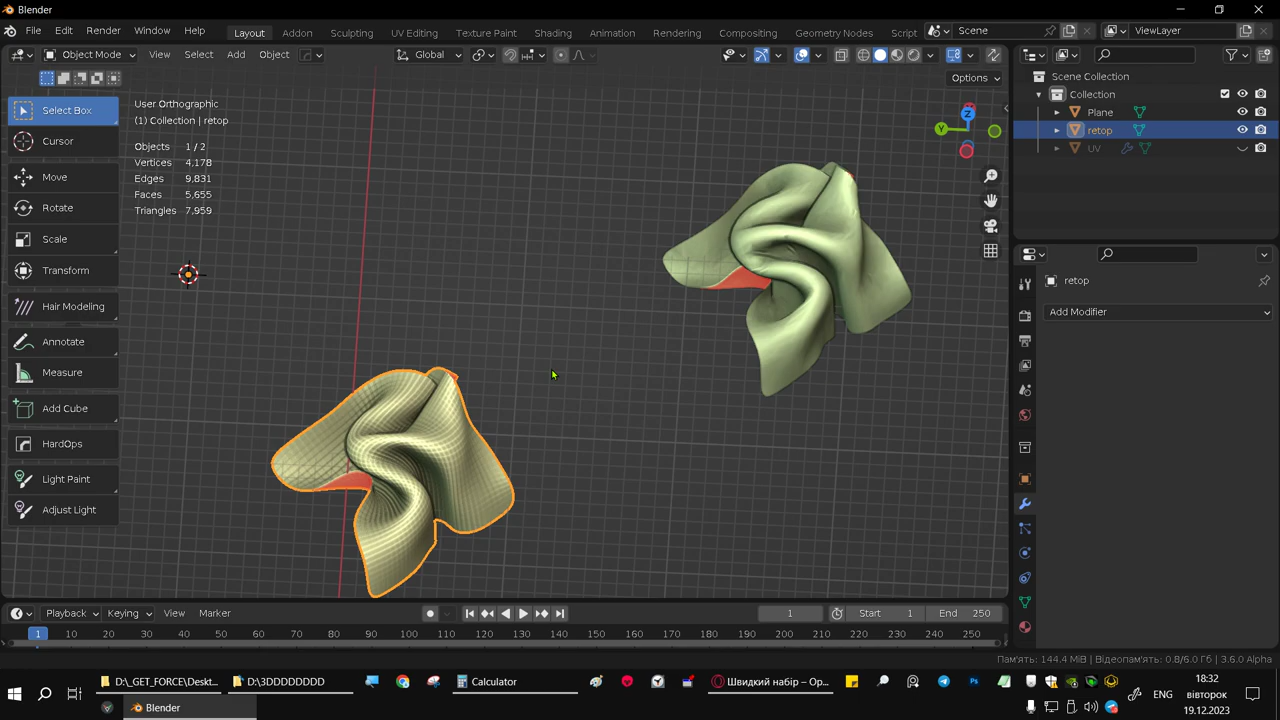 Blender
File Edit Render Window Help Layout Addon Sculpting UV Editing Texture Paint Shading Animation Rendering Compositing Geometry Nodes Script Scene ViewLayer
Object Mode View Select Add Object Global
Options
Select Box
Cursor
Move
Rotate
Scale
Transform
Hair Modeling
Annotate
Measure
Add Cube
HardOps
Light Paint
Adjust Light
User Orthographic
(1) Collection | retop
Objects 1 / 2
Vertices 4,178
Edges 9,831
Faces 5,655
Triangles 7,959
Z
Y
Scene Collection
Collection
Plane
retop
UV
retop
Add Modifier
Playback Keying View Marker 1 Start 1 End 250
1 10 20 30 40 50 60 70 80 90 100 110 120 130 140 150 160 170 180 190 200 210 220 230 240 250
Пам'ять: 144.4 MiB | Відеопам'ять: 0.8/6.0 Гб | 3.6.0 Alpha
D:\_GET_FORCE\Deskt... D:\3DDDDDDDD Calculator Швидкий набір – Op...
Blender
ENG
18:32
вівторок
19.12.2023